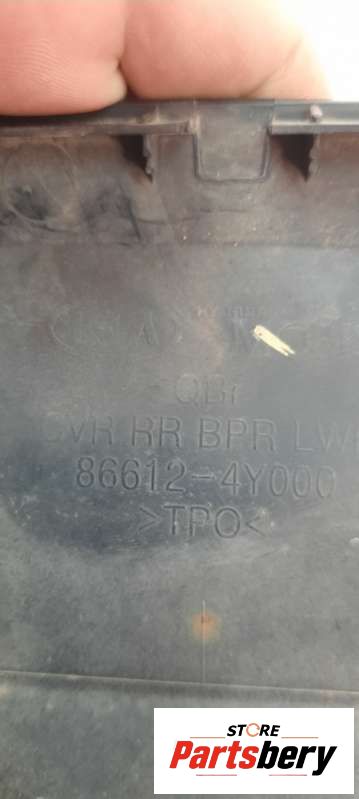 QBr
CVR RR BPR LWR
86612-4Y000
>TPO<
STORE
Partsbery